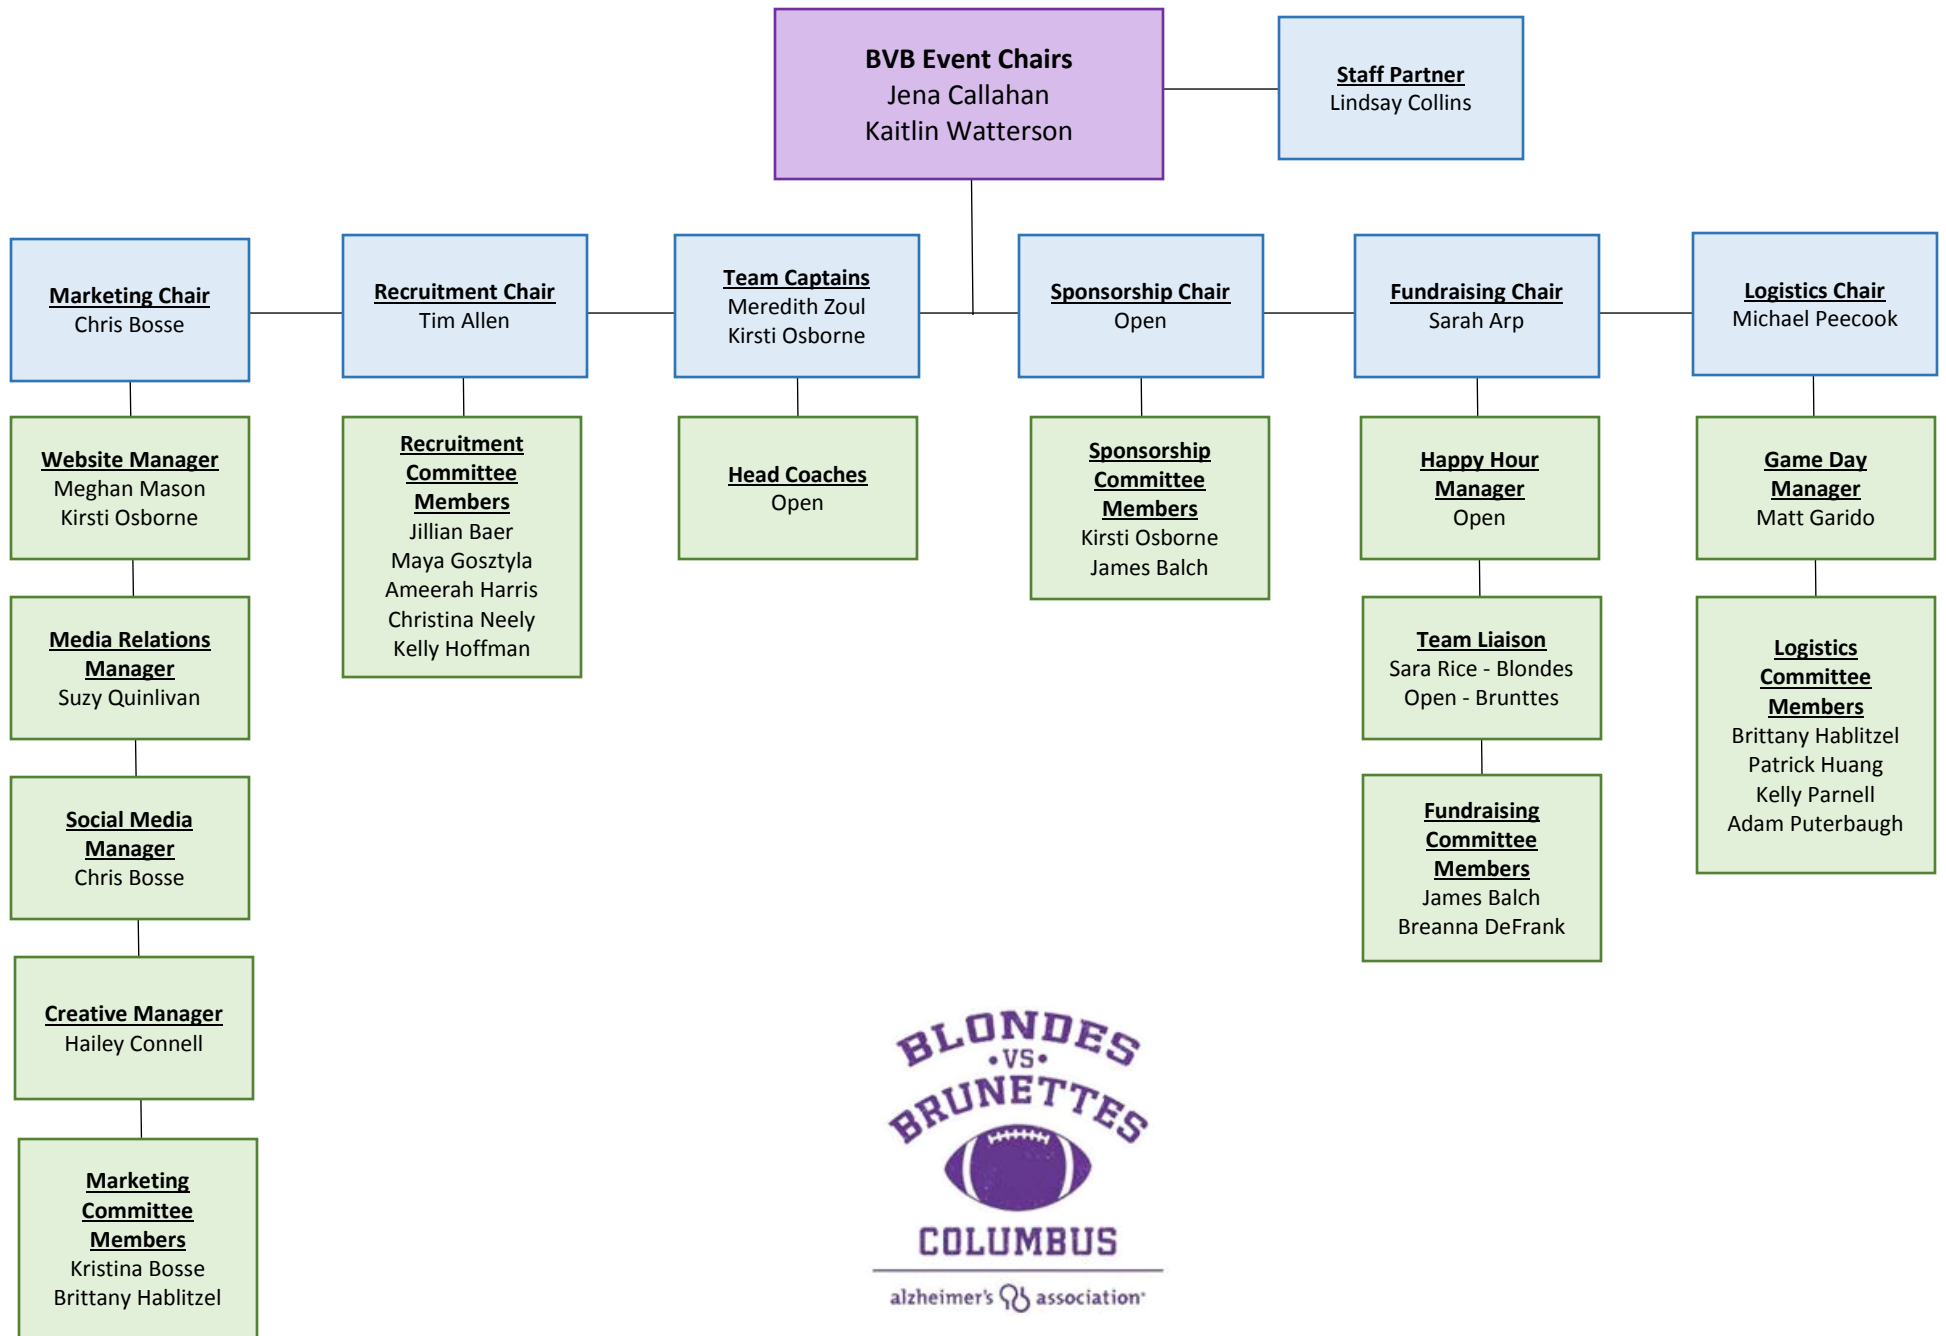 BVB Event Chairs
Jena Callahan
Kaitlin Watterson
Staff Partner
Lindsay Collins
Marketing Chair
Chris Bosse
Recruitment Chair
Tim Allen
Team Captains
Meredith Zoul
Kirsti Osborne
Sponsorship Chair
Open
Fundraising Chair
Sarah Arp
Logistics Chair
Michael Peecook
Website Manager
Meghan Mason
Kirsti Osborne
Media Relations
Manager
Suzy Quinlivan
Social Media
Manager
Chris Bosse
Creative Manager
Hailey Connell
Marketing
Committee
Members
Kristina Bosse
Brittany Hablitzel
Recruitment
Committee
Members
Jillian Baer
Maya Gosztyla
Ameerah Harris
Christina Neely
Kelly Hoffman
Head Coaches
Open
Sponsorship
Committee
Members
Kirsti Osborne
James Balch
Happy Hour
Manager
Open
Team Liaison
Sara Rice - Blondes
Open - Brunttes
Fundraising
Committee
Members
James Balch
Breanna DeFrank
Game Day
Manager
Matt Garido
Logistics
Committee
Members
Brittany Hablitzel
Patrick Huang
Kelly Parnell
Adam Puterbaugh
BLONDES
•VS•
BRUNETTES
COLUMBUS
alzheimer's association®